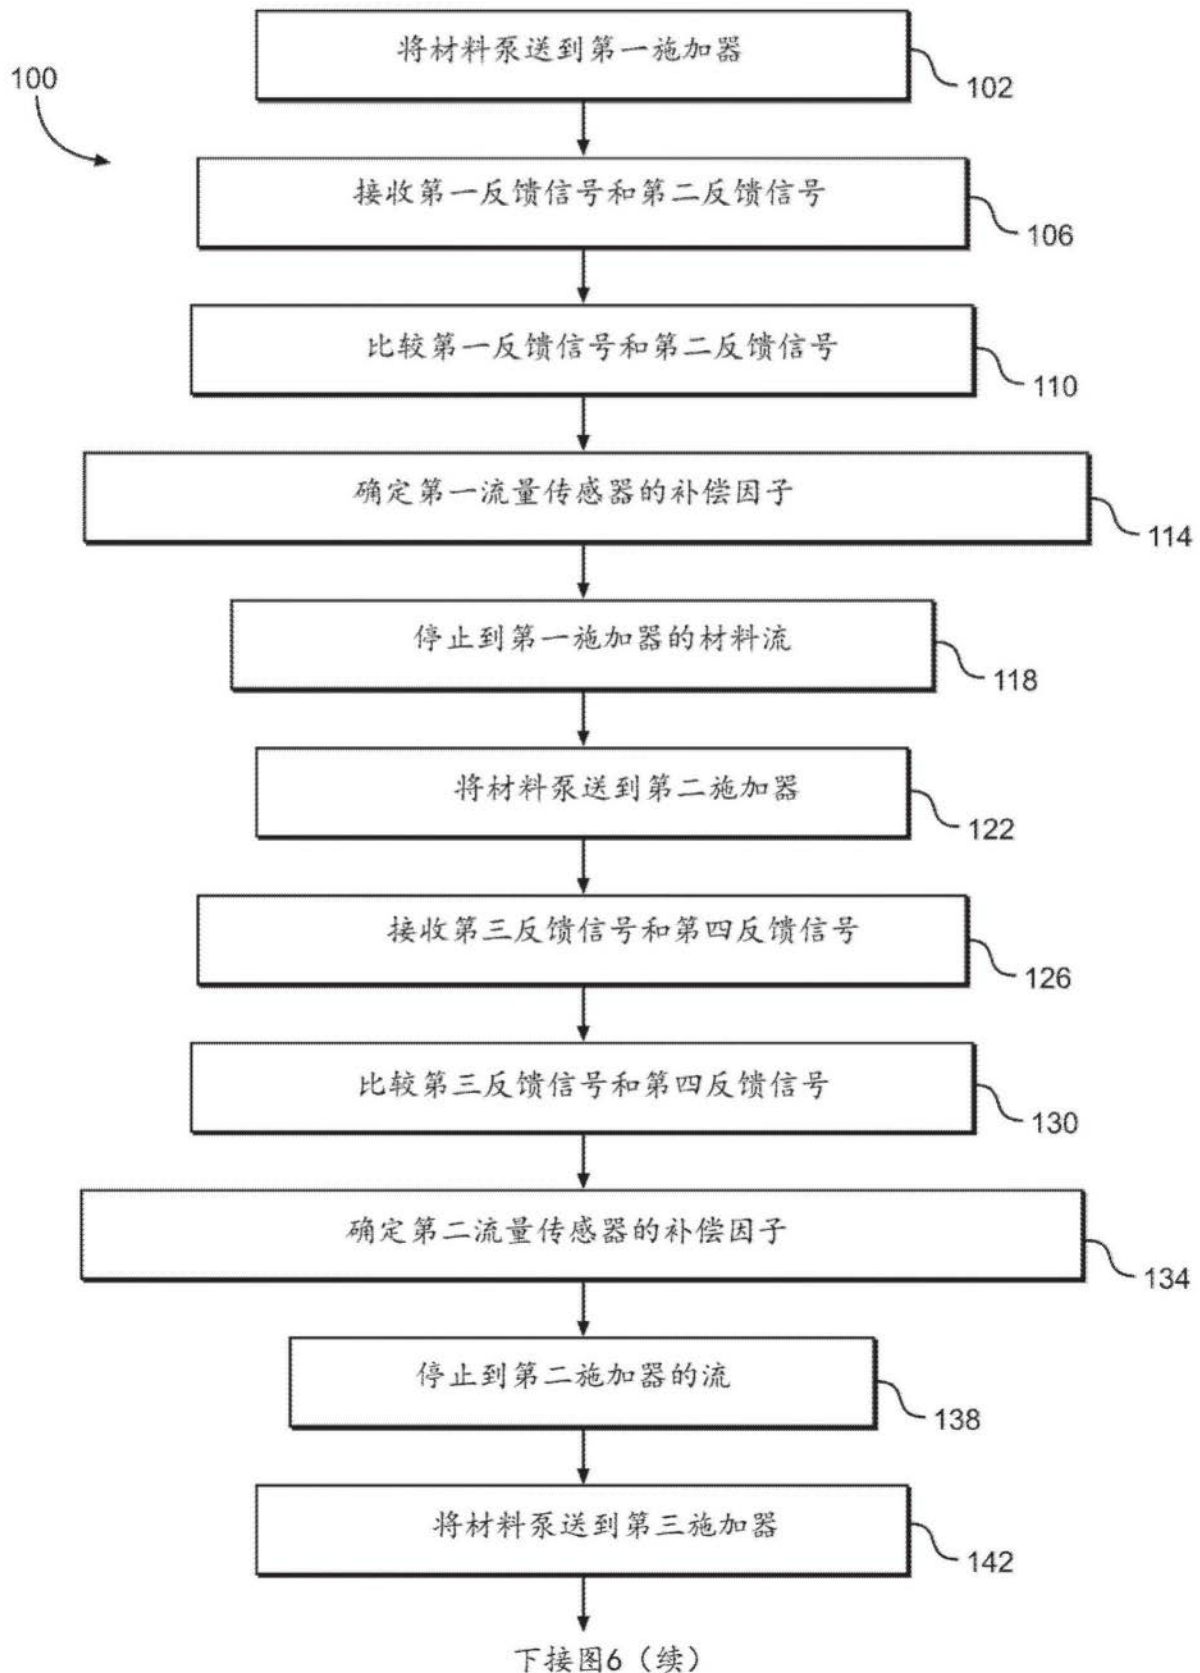 将材料泵送到第一施加器
102
100
接收第一反馈信号和第二反馈信号
106
比较第一反馈信号和第二反馈信号
110
确定第一流量传感器的补偿因子
114
停止到第一施加器的材料流
118
将材料泵送到第二施加器
122
接收第三反馈信号和第四反馈信号
126
比较第三反馈信号和第四反馈信号
130
确定第二流量传感器的补偿因子
134
停止到第二施加器的流
138
将材料泵送到第三施加器
142
下接图6（续）